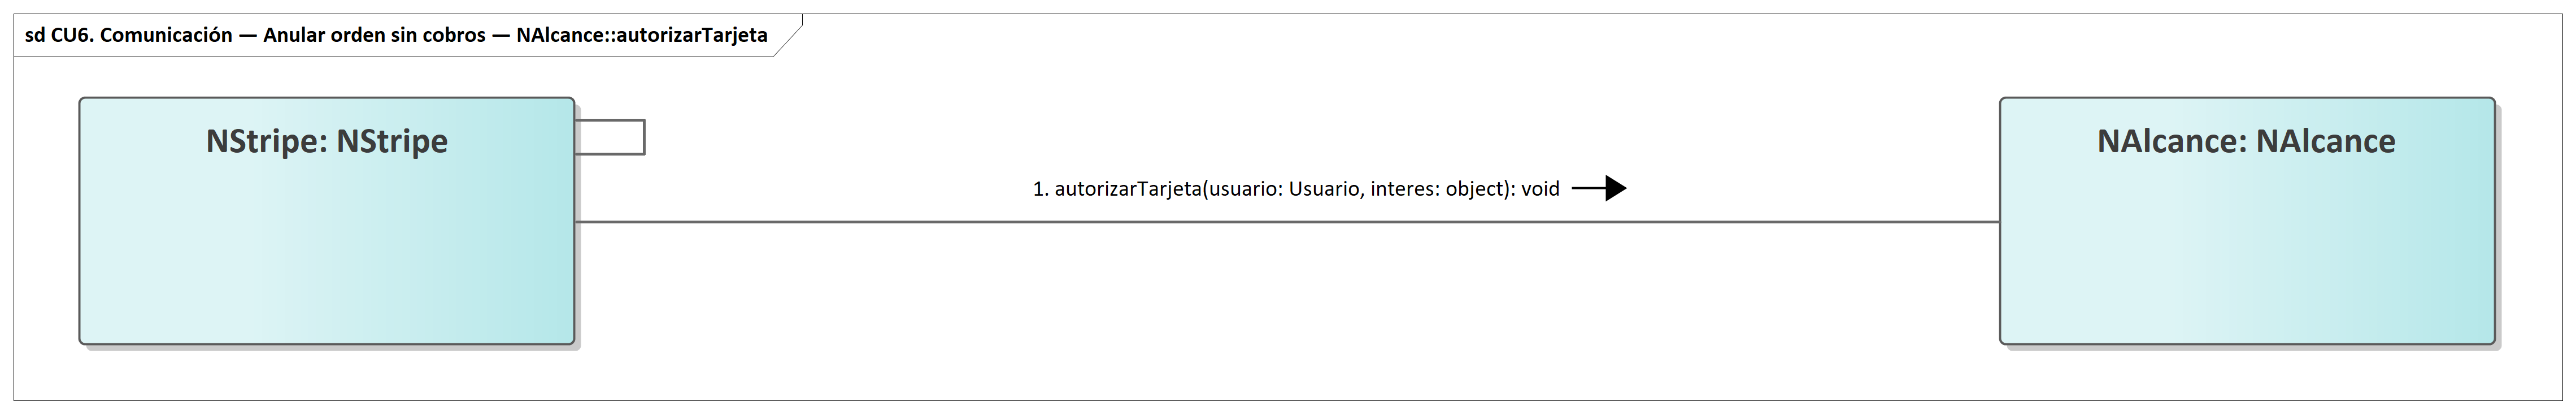 sd CU6. Comunicación — Anular orden sin cobros — NAlcance::autorizarTarjeta
NStripe: NStripe
NAlcance: NAlcance
1. autorizarTarjeta(usuario: Usuario, interes: object): void